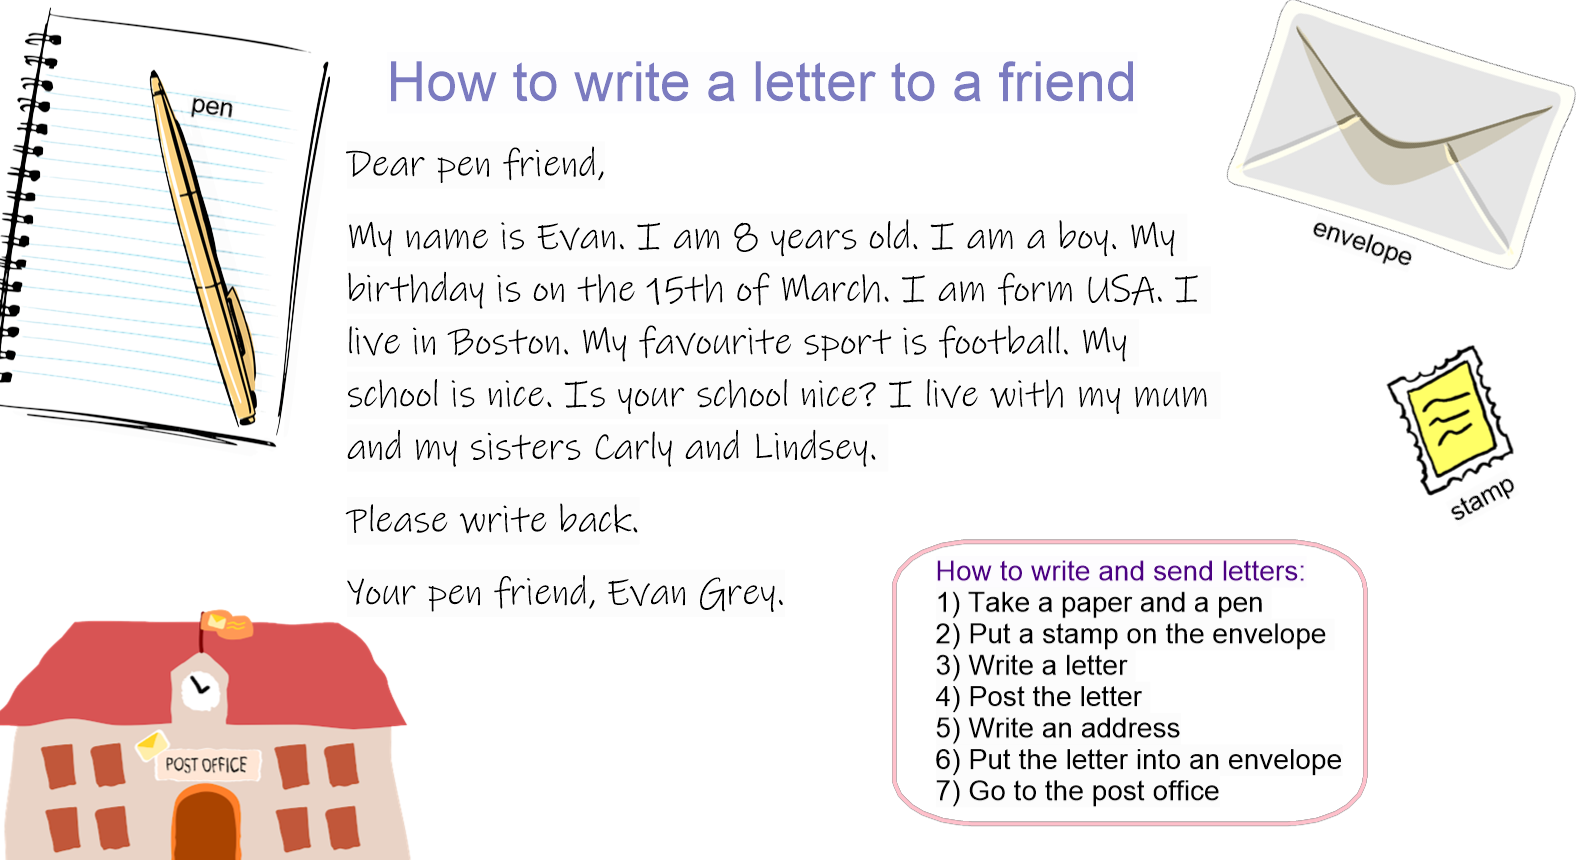 How to write a letter to a friend
pen
Dear pen friend,
My name is Evan. I am 8 years old. I am a boy. My
birthday is on the 15th of March. I am form USA. I
live in Boston. My favourite sport is football. My
school is nice. Is your school nice? I live with my mum
and my sisters Carly and Lindsey.
Please write back.
Your pen friend, Evan Grey.
envelope
stamp
How to write and send letters:
1) Take a paper and a pen
2) Put a stamp on the envelope
3) Write a letter
4) Post the letter
5) Write an address
6) Put the letter into an envelope
7) Go to the post office
POST OFFICE